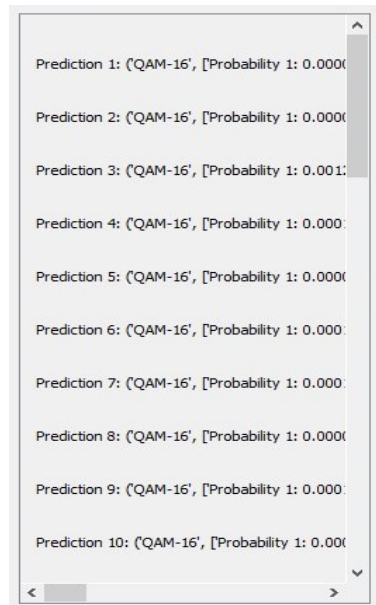 Prediction 1: ('QAM-16', ['Probability 1: 0.0000
Prediction 2: ('QAM-16', ['Probability 1: 0.0000
Prediction 3: ('QAM-16', ['Probability 1: 0.0012
Prediction 4: ('QAM-16', ['Probability 1: 0.0001
Prediction 5: ('QAM-16', ['Probability 1: 0.0000
Prediction 6: ('QAM-16', ['Probability 1: 0.0001
Prediction 7: ('QAM-16', ['Probability 1: 0.0001
Prediction 8: ('QAM-16', ['Probability 1: 0.0000
Prediction 9: ('QAM-16', ['Probability 1: 0.0001
Prediction 10: ('QAM-16', ['Probability 1: 0.000